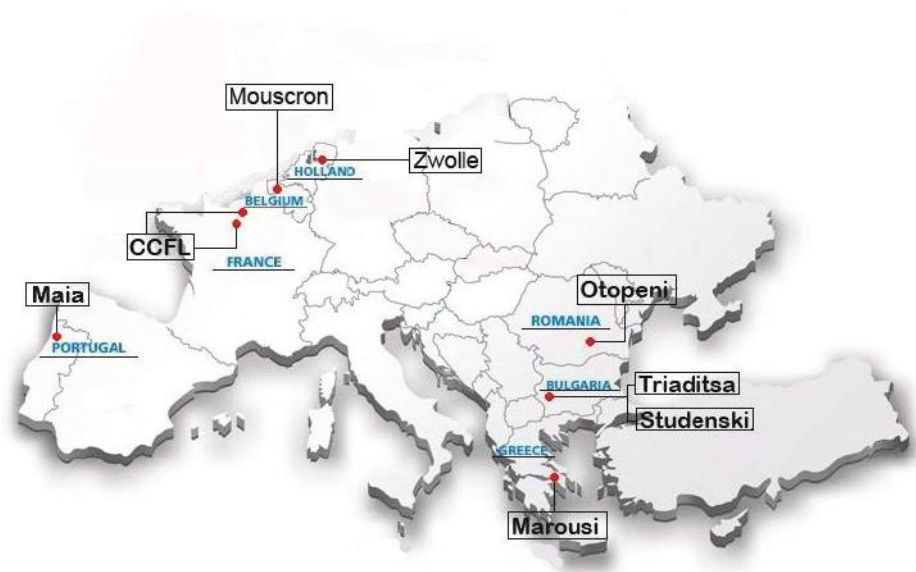 Mouscron
Zwolle
HOLLAND
BELGIUM
CCFL
FRANCE
Maia
PORTUGAL
Otopeni
ROMANIA
BULGARIA
Triaditsa
Studenski
GREECE
Marousi